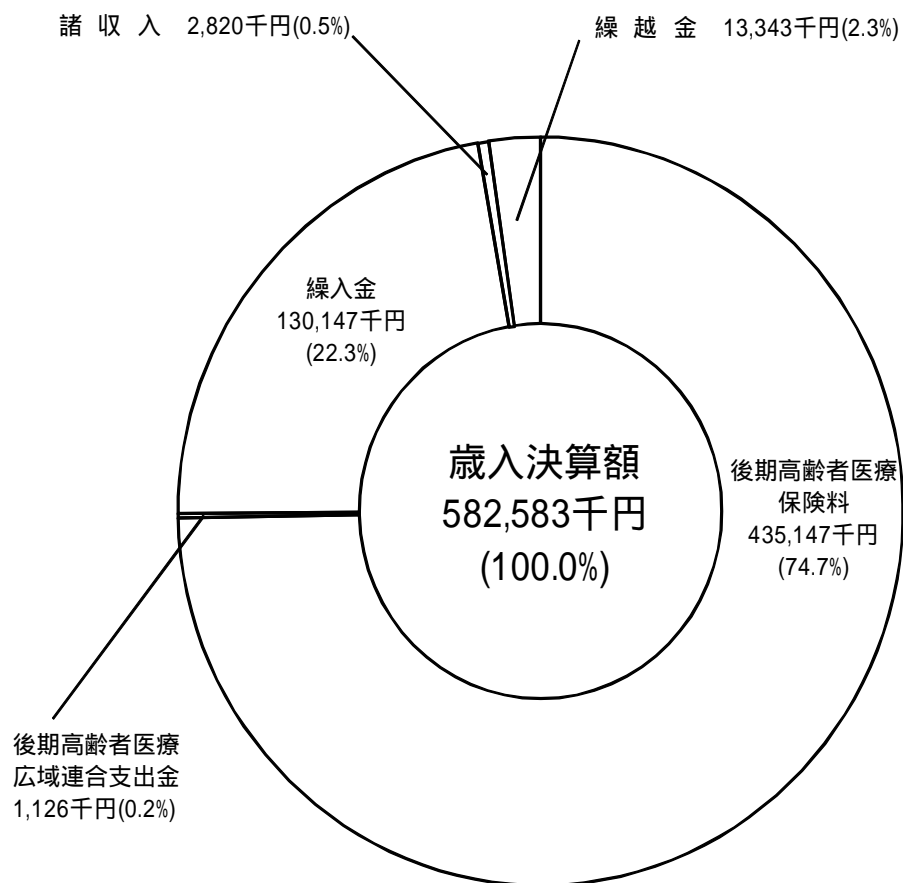 諸 収 入 2,820千円(0.5%)
繰 越 金 13,343千円(2.3%)
繰入金
130,147千円
(22.3%)
歳入決算額
582,583千円
(100.0%)
後期高齢者医療
保険料
435,147千円
(74.7%)
後期高齢者医療
広域連合支出金
1,126千円(0.2%)